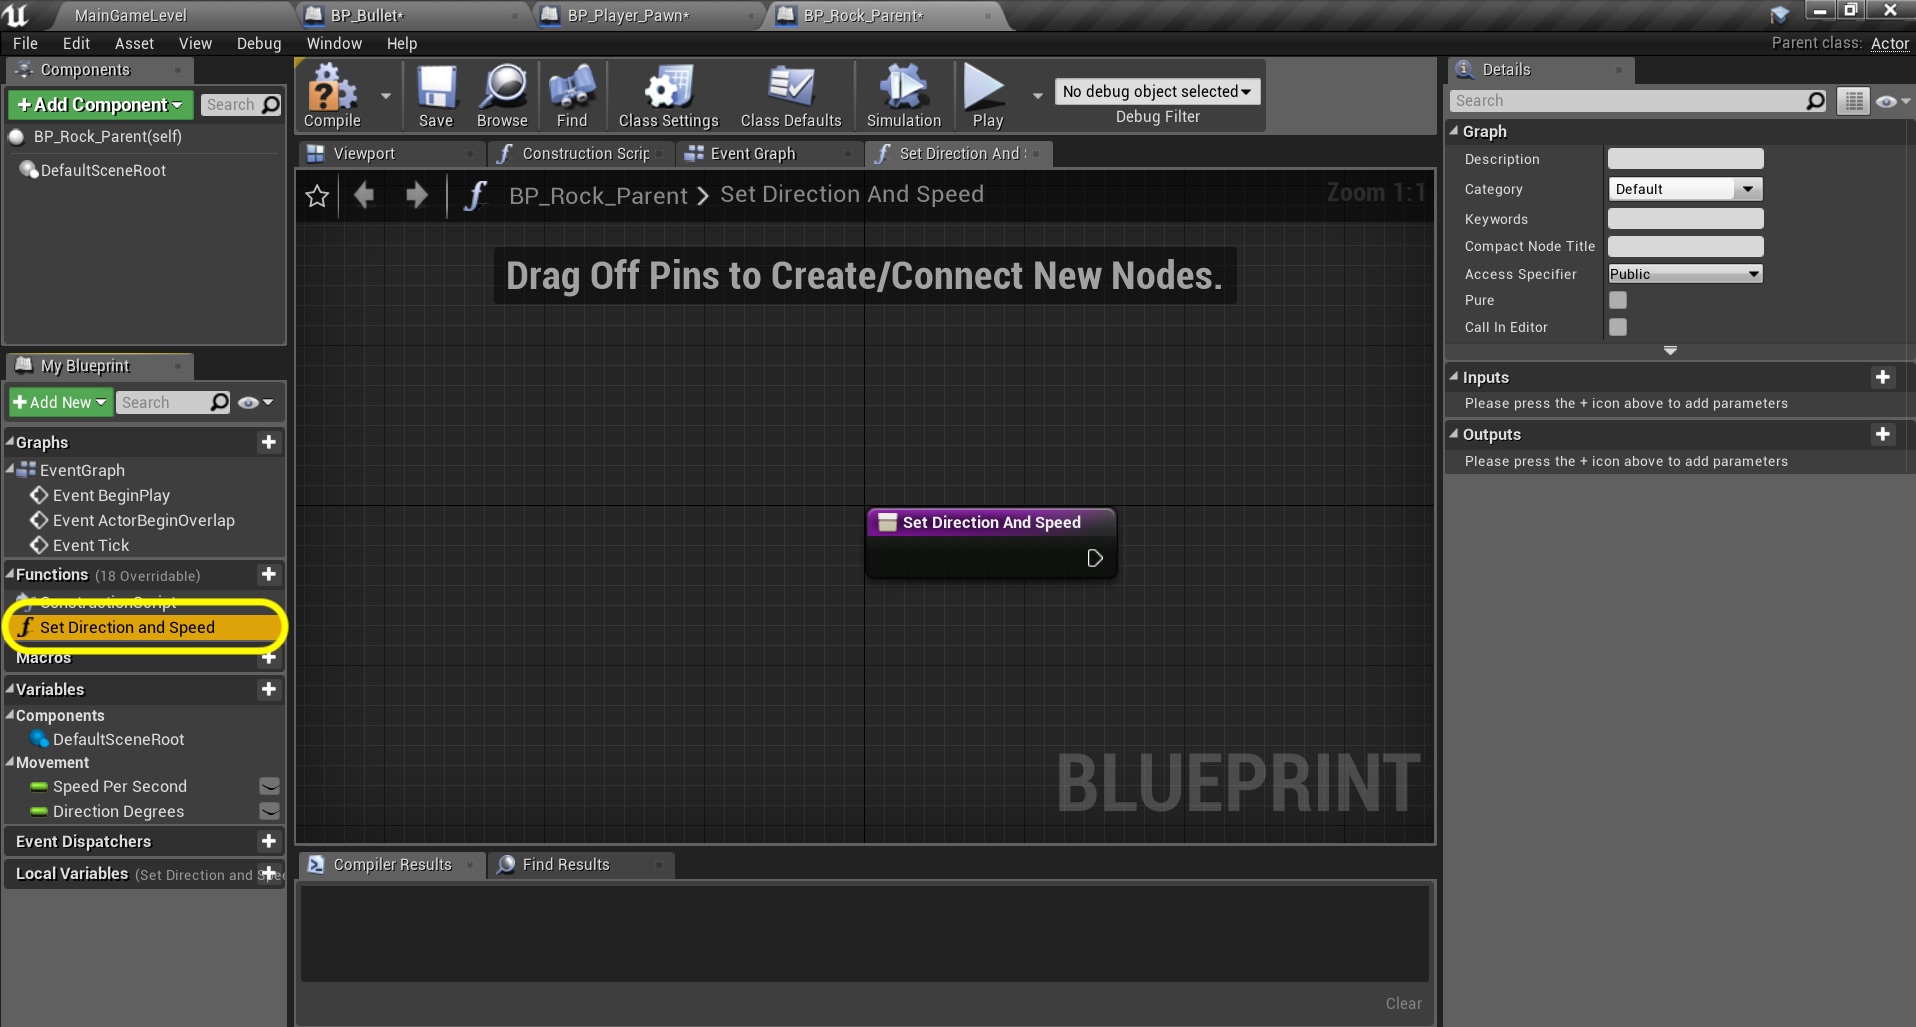 MainGameLevel
BP_Bullet*
BP_Player_Pawn*
BP_Rock_Parent*
File Edit Asset View Debug Window Help
Parent class: Actor
Components
+Add Component
Search
BP_Rock_Parent(self)
DefaultSceneRoot
Compile
Save
Browse
Find
Class Settings
Class Defaults
Simulation
Play
No debug object selected
Debug Filter
Viewport
Construction Scrip
Event Graph
Set Direction And
BP_Rock_Parent > Set Direction And Speed
Zoom 1:1
Drag Off Pins to Create/Connect New Nodes.
Set Direction And Speed
BLUEPRINT
My Blueprint
+Add New
Search
Graphs
EventGraph
Event BeginPlay
Event ActorBeginOverlap
Event Tick
Functions (18 Overridable)
ConstructionScript
Set Direction and Speed
Macros
Variables
Components
DefaultSceneRoot
Movement
Speed Per Second
Direction Degrees
Event Dispatchers
Local Variables (Set Direction and Spee
Compiler Results
Find Results
Clear
Details
Search
Graph
Description
Category Default
Keywords
Compact Node Title
Access Specifier Public
Pure
Call In Editor
Inputs
Please press the + icon above to add parameters
Outputs
Please press the + icon above to add parameters